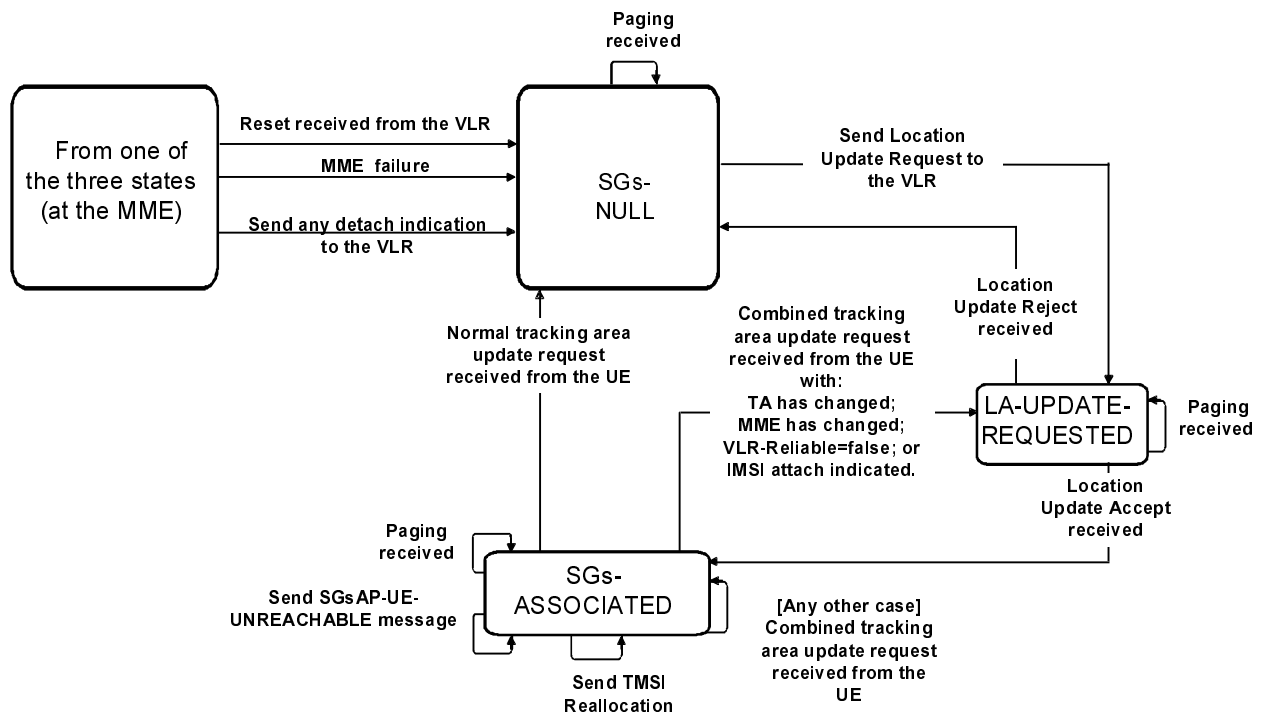 Paging
received
From one of
the three states
(at the MME)
Reset received from the VLR
MME failure
Send any detach indication
to the VLR
SGs-
NULL
Send Location
Update Request to
the VLR
Location
Update Reject
received
Normal tracking area
update request
received from the UE
Combined tracking
area update request
received from the UE
with:
TA has changed;
MME has changed;
VLR-Reliable=false; or
IMSI attach indicated.
LA-UPDATE-
REQUESTED
Paging
received
Location
Update Accept
received
Paging
received
Send SGsAP-UE-
UNREACHABLE message
SGs-
ASSOCIATED
[Any other case]
Combined tracking
area update request
received from the
UE
Send TMSI
Reallocation